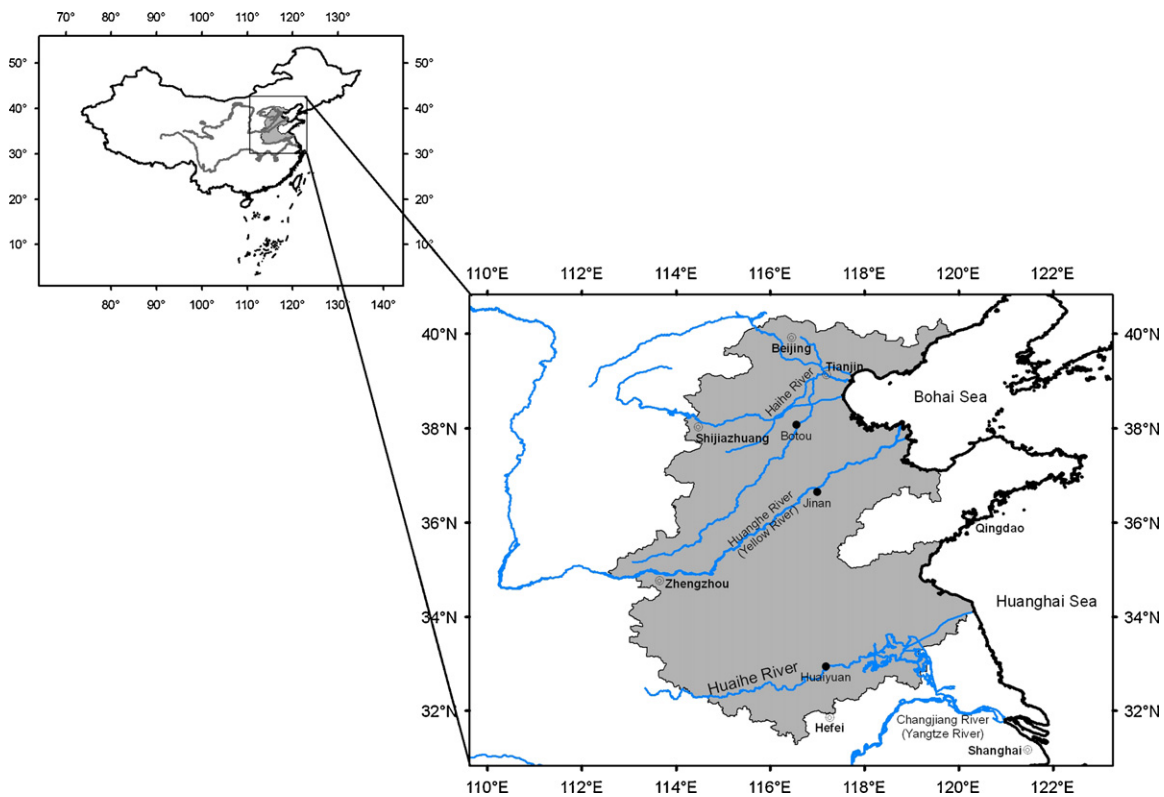 70° 80° 90° 100° 110° 120° 130°
50° 50°
40° 40°
30° 30°
20° 20°
10° 10°
80° 90° 100° 110° 120° 130° 140°
110°E 112°E 114°E 116°E 118°E 120°E 122°E
40°N 40°N
Beijing
Tianjin
Haihe River
Bohai Sea
38°N 38°N
Shijiazhuang
Botou
Jinan
Huanghe River
(Yellow River)
36°N 36°N
Qingdao
Zhengzhou
Huanghai Sea
34°N 34°N
Huaihe River
Huaiyuan
32°N 32°N
Hefei
Changjiang River
(Yangtze River)
Shanghai
110°E 112°E 114°E 116°E 118°E 120°E 122°E